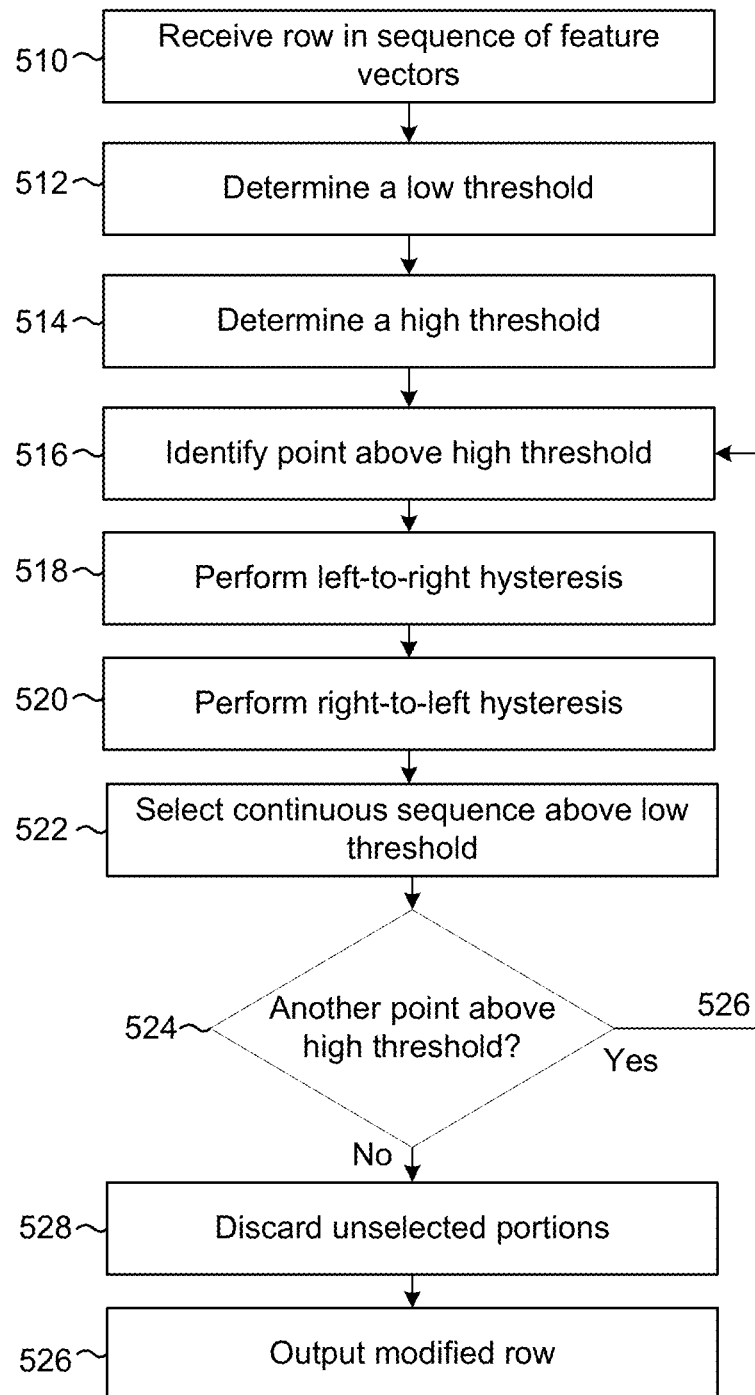 510
Receive row in sequence of feature
vectors
512
Determine a low threshold
514
Determine a high threshold
516
Identify point above high threshold
518
Perform left-to-right hysteresis
520
Perform right-to-left hysteresis
522
Select continuous sequence above low
threshold
524
Another point above
high threshold?
526
Yes
No
528
Discard unselected portions
526
Output modified row